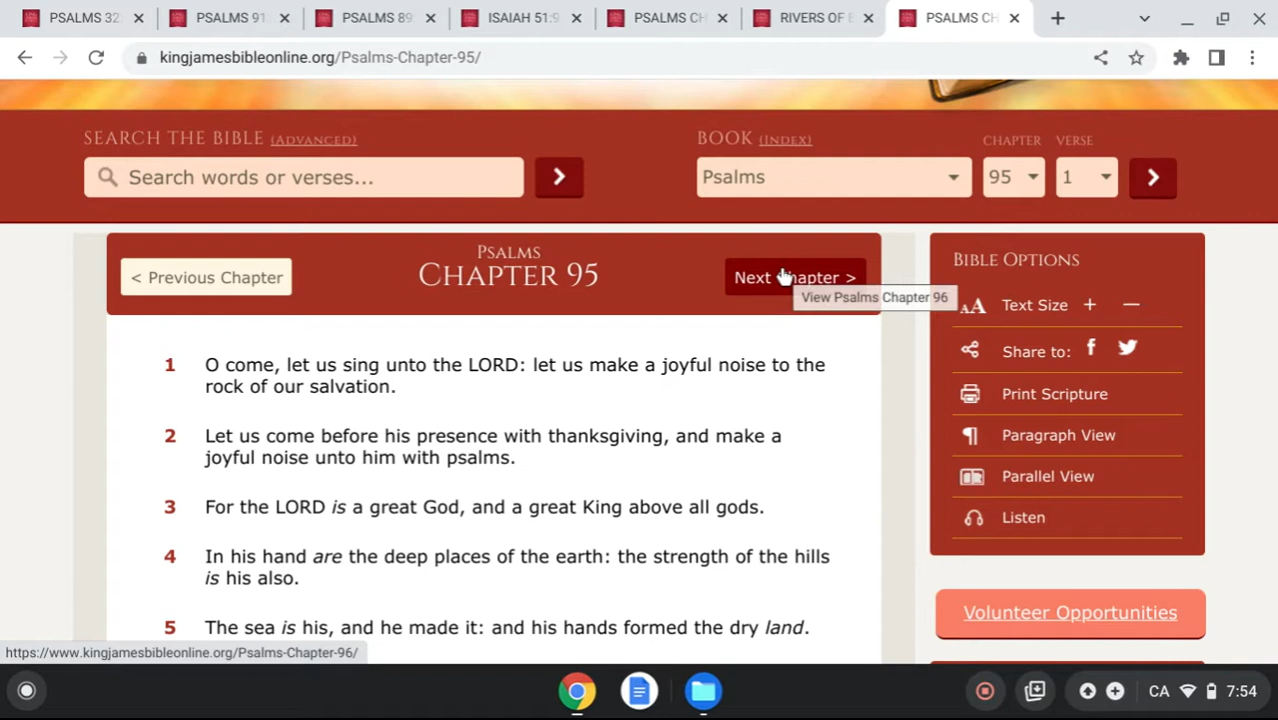 PSALMS 32:
PSALMS 91:
PSALMS 89:
ISAIAH 51:9
PSALMS CH
RIVERS OF
PSALMS CH
kingjamesbibleonline.org/Psalms-Chapter-95/
SEARCH THE BIBLE (ADVANCED)
BOOK (INDEX)
CHAPTER
VERSE
Search words or verses...
Psalms
95
1
PSALMS
CHAPTER 95
< Previous Chapter
Next Chapter >
View Psalms Chapter 96
1 O come, let us sing unto the LORD: let us make a joyful noise to the
rock of our salvation.
2 Let us come before his presence with thanksgiving, and make a
joyful noise unto him with psalms.
3 For the LORD is a great God, and a great King above all gods.
4 In his hand are the deep places of the earth: the strength of the hills
is his also.
5 The sea is his, and he made it: and his hands formed the dry land.
BIBLE OPTIONS
AA Text Size + —
Share to:
Print Scripture
Paragraph View
Parallel View
Listen
Volunteer Opportunities
https://www.kingjamesbibleonline.org/Psalms-Chapter-96/
CA
7:54